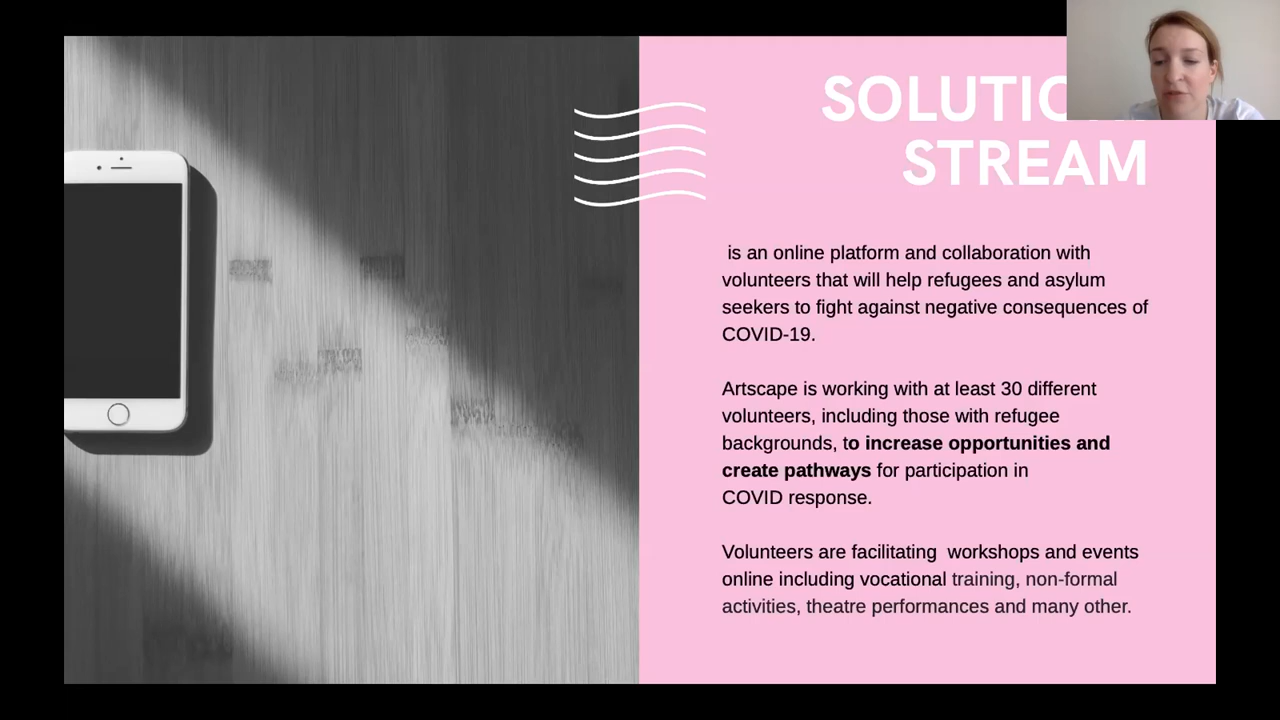 STREAM
is an online platform and collaboration with
volunteers that will help refugees and asylum
seekers to fight against negative consequences of
COVID-19.
Artscape is working with at least 30 different
volunteers, including those with refugee
backgrounds, to increase opportunities and
create pathways for participation in
COVID response.
Volunteers are facilitating  workshops and events
online including vocational training, non-formal
activities, theatre performances and many other.